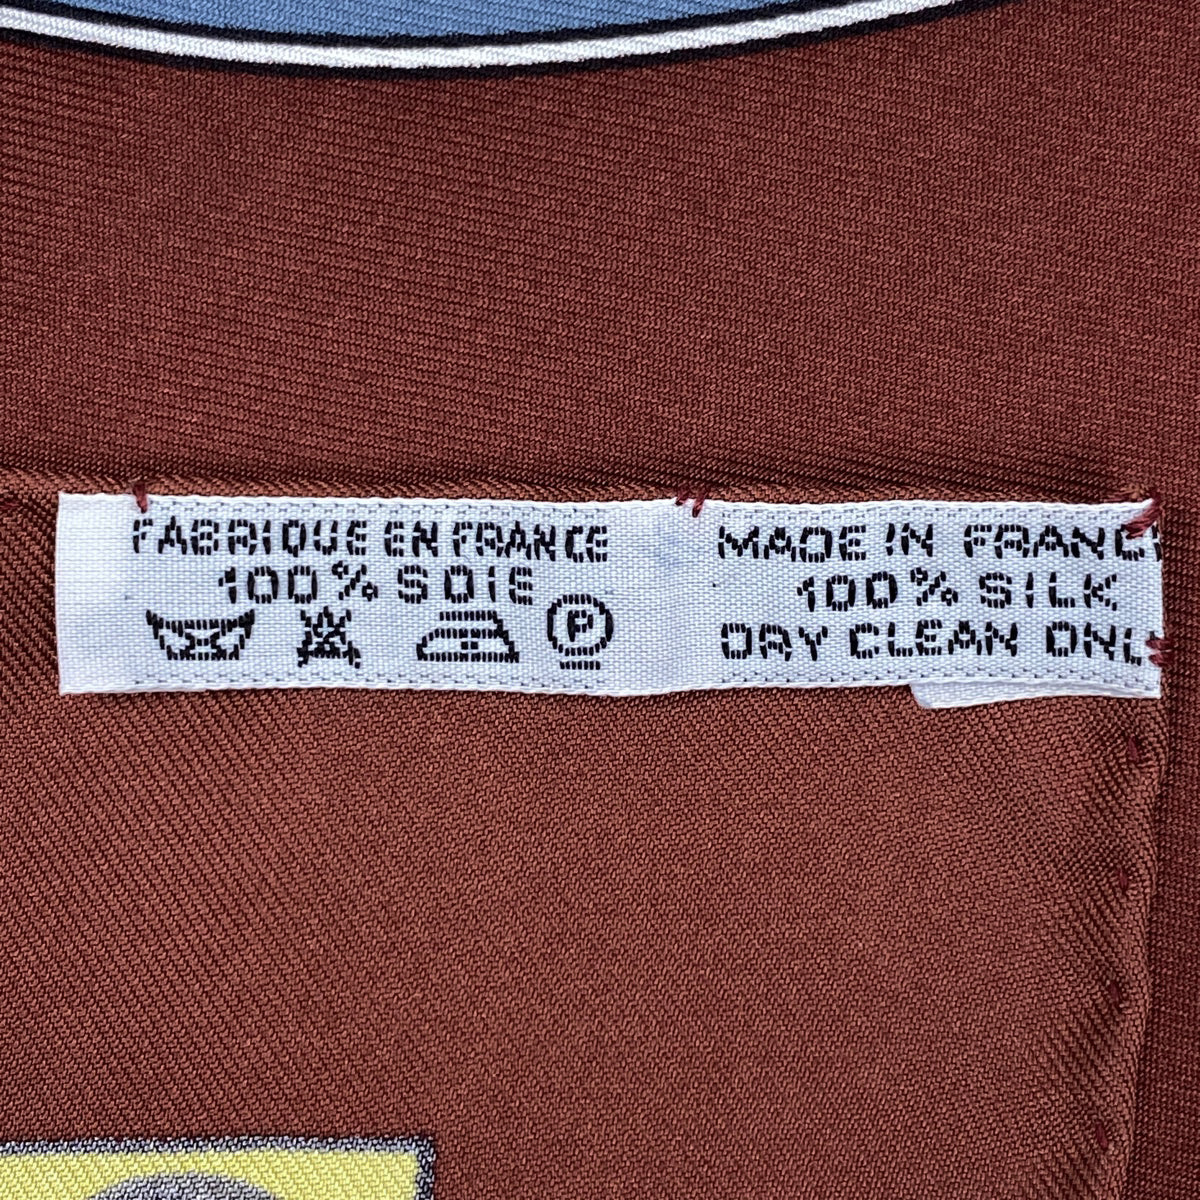 FABRIQUE EN FRANCE
100% SOIE
P
MADE IN FRANC
100% SILK
DRY CLEAN ONL